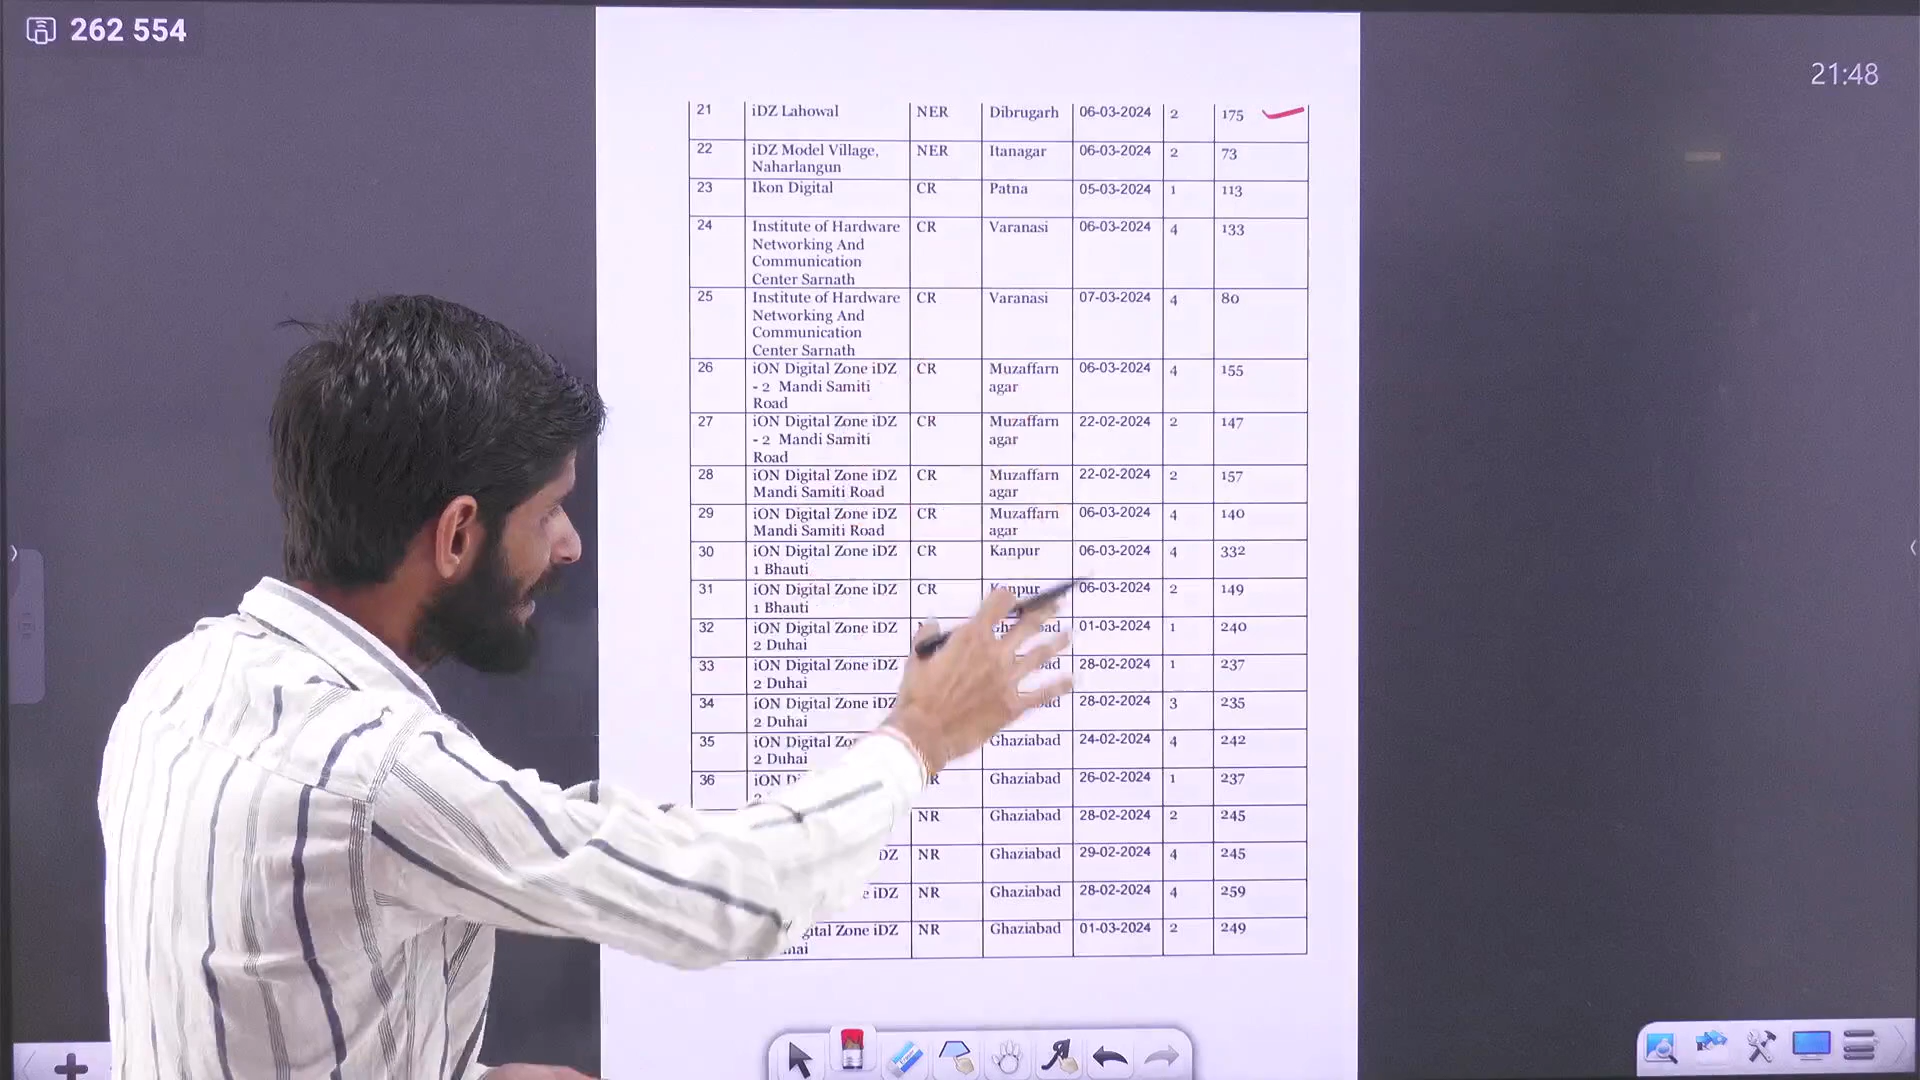 262 554
21:48
21 iDZ Lahowal NER Dibrugarh 06-03-2024 2 175
22 iDZ Model Village, NER Itanagar 06-03-2024 2 73
Naharlangun
23 Ikon Digital CR Patna 05-03-2024 1 113
24 Institute of Hardware CR Varanasi 06-03-2024 4 133
Networking And
Communication
Center Sarnath
25 Institute of Hardware CR Varanasi 07-03-2024 4 80
Networking And
Communication
Center Sarnath
26 iON Digital Zone iDZ CR Muzaffarn 06-03-2024 4 155
- 2 Mandi Samiti agar
Road
27 iON Digital Zone iDZ CR Muzaffarn 22-02-2024 2 147
- 2 Mandi Samiti agar
Road
28 iON Digital Zone iDZ CR Muzaffarn 22-02-2024 2 157
Mandi Samiti Road agar
29 iON Digital Zone iDZ CR Muzaffarn 06-03-2024 4 140
Mandi Samiti Road agar
30 iON Digital Zone iDZ CR Kanpur 06-03-2024 4 332
1 Bhauti
31 iON Digital Zone iDZ CR Kanpur 06-03-2024 2 149
1 Bhauti
32 iON Digital Zone iDZ 01-03-2024 1 240
2 Duhai
33 iON Digital Zone iDZ 28-02-2024 1 237
2 Duhai
34 iON Digital Zone iDZ 28-02-2024 3 235
2 Duhai
35 iON Digital Ghaziabad 24-02-2024 4 242
2 Duhai
36 iON Ghaziabad 26-02-2024 1 237
NR Ghaziabad 28-02-2024 2 245
NR Ghaziabad 29-02-2024 4 245
iDZ NR Ghaziabad 28-02-2024 4 259
Zone iDZ NR Ghaziabad 01-03-2024 2 249